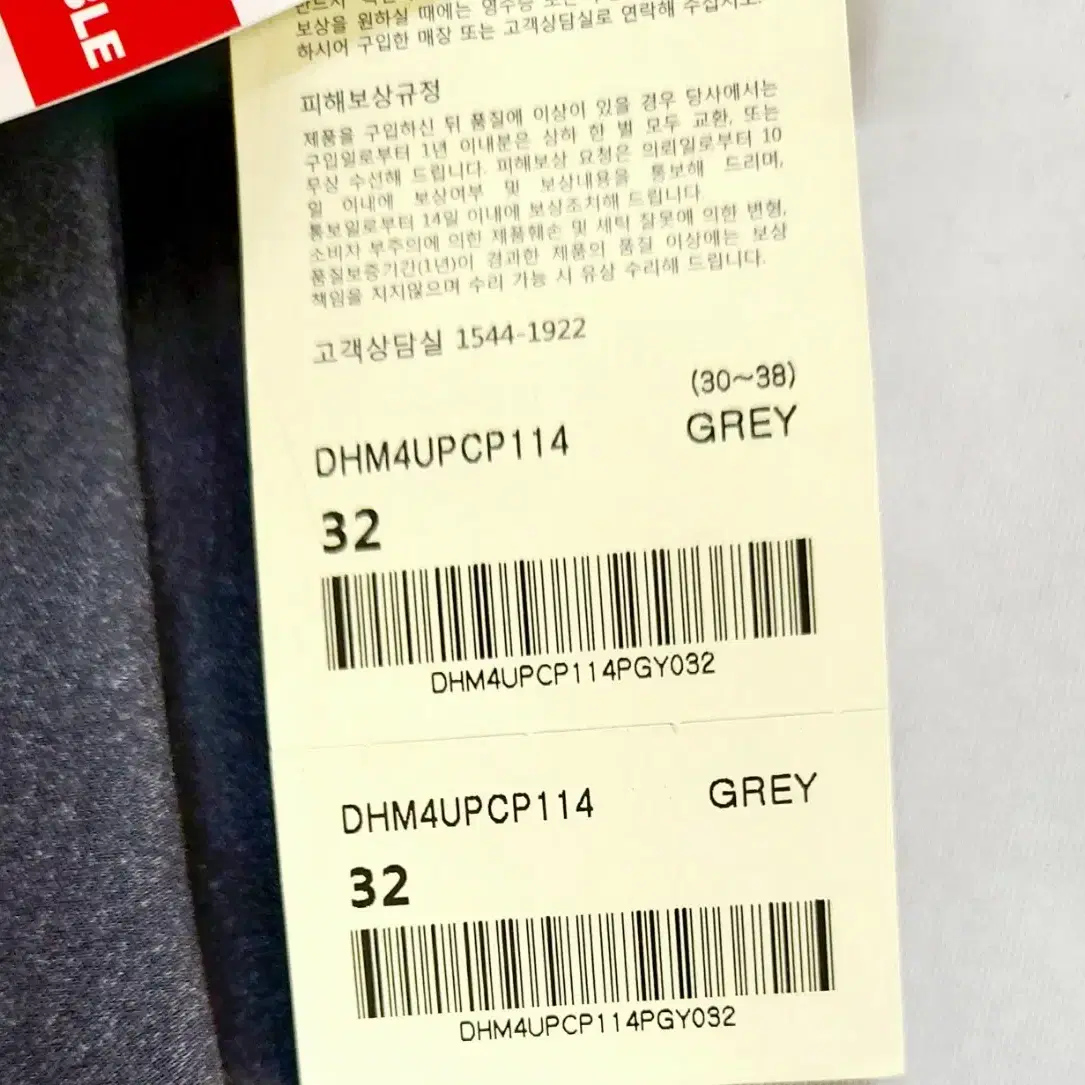 BLE
보상을 원하실 때에는 영수증
하시어 구입한 매장 또는 고객상담실로 연락해 주십시오.
피해보상규정
제품을 구입하신 뒤 품질에 이상이 있을 경우 당사에서는
구입일로부터 1년 이내분은 상하 한 벌 모두 교환, 또는
무상 수선해 드립니다. 피해보상 요청은 의뢰일로부터 10
일 이내에 보상여부 및 보상내용을 통보해 드리며,
통보일로부터 14일 이내에 보상조치해 드립니다.
소비자 부주의에 의한 제품훼손 및 세탁 잘못에 의한 변형,
품질보증기간(1년)이 경과한 제품의 품질 이상에는 보상
책임을 지지않으며 수리 가능 시 유상 수리해 드립니다.
고객상담실 1544-1922
(30~38)
DHM4UPCP114 GREY
32
DHM4UPCP114PGY032
DHM4UPCP114 GREY
32
DHM4UPCP114PGY032